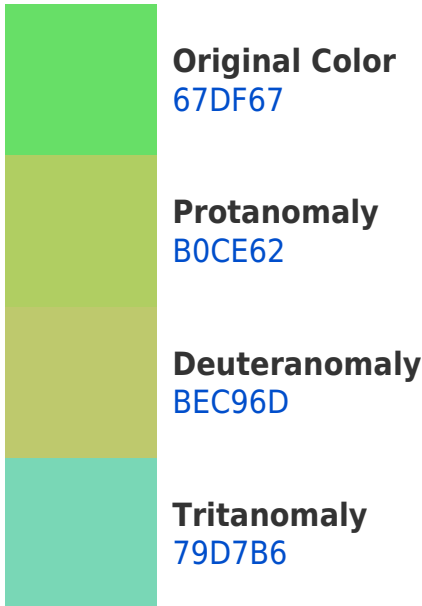 Original Color
67DF67
Protanomaly
B0CE62
Deuteranomaly
BEC96D
Tritanomaly
79D7B6